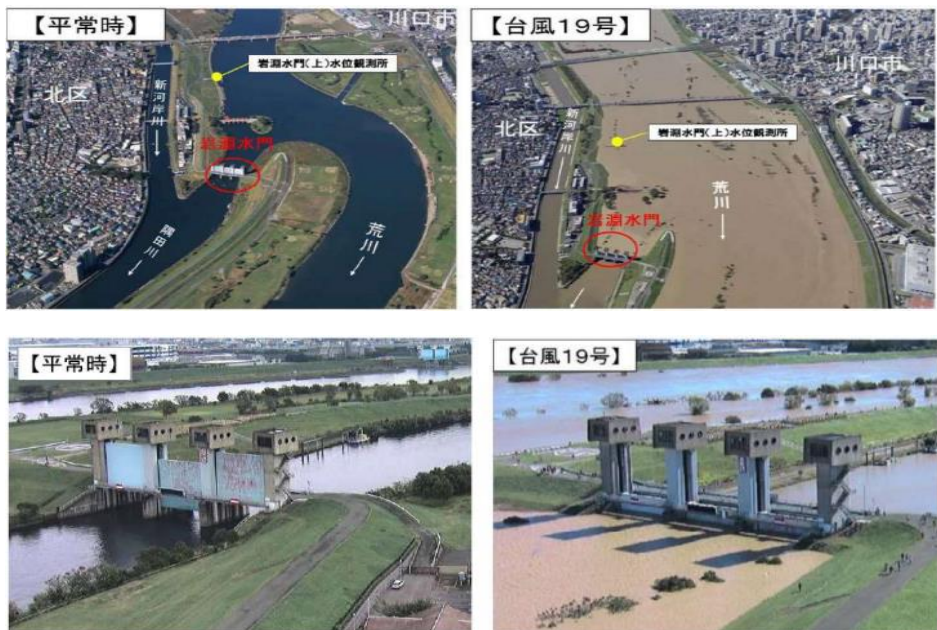 【平常時】
川口市
岩淵水門(上)水位観測所
北区
新河岸川
岩淵水門
隅田川
荒川
【台風19号】
川口市
北区
新河岸川
岩淵水門(上)水位観測所
荒川
岩淵水門
【平常時】
【台風19号】